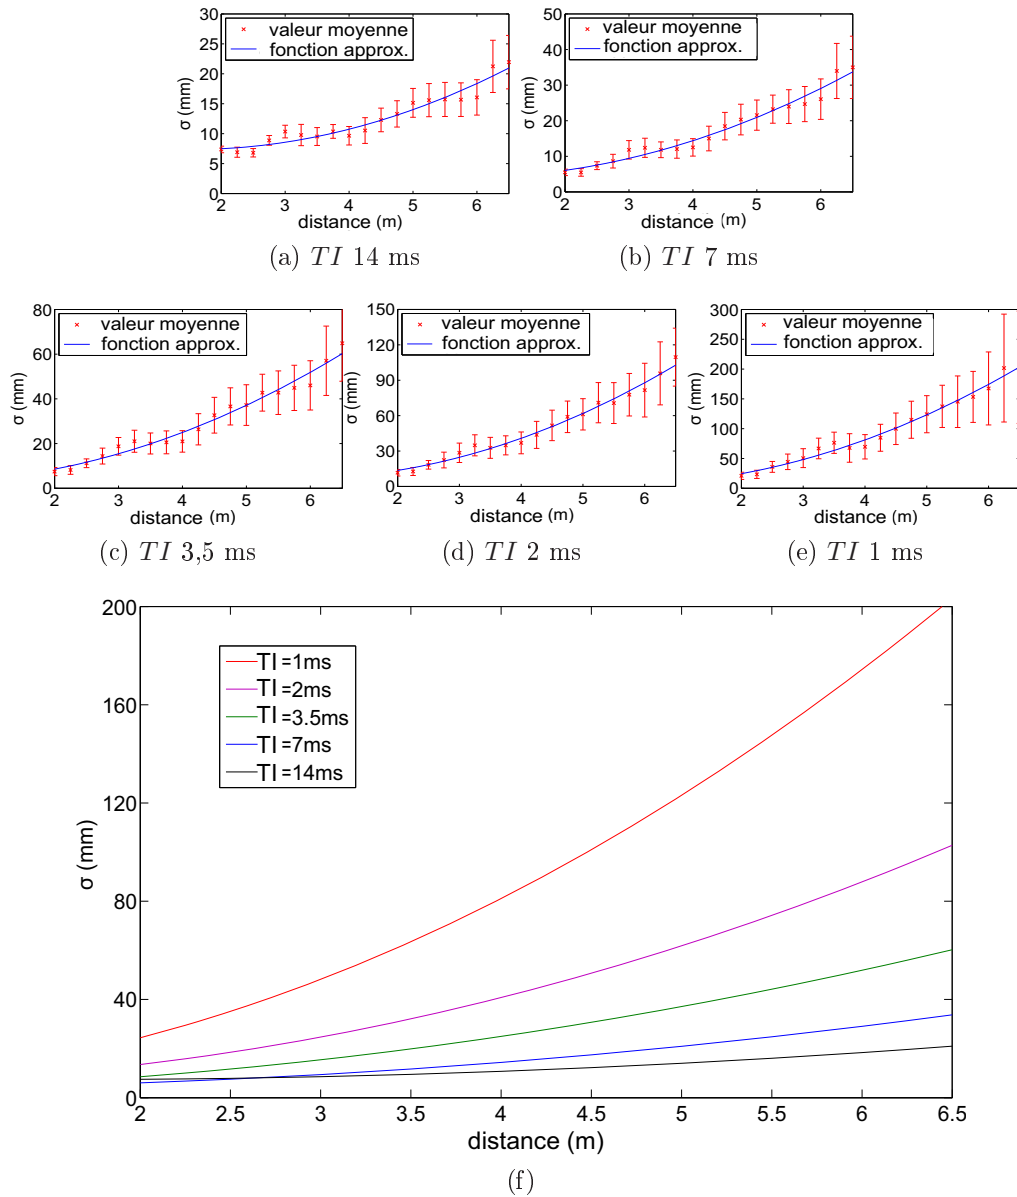 30
25
20
15
10
5
0
2 3 4 5 6
σ (mm)
distance (m)
valeur moyenne
fonction approx.
(a) TI 14 ms
50
40
30
20
10
0
2 3 4 5 6
σ (mm)
distance (m)
valeur moyenne
fonction approx.
(b) TI 7 ms
80
60
40
20
0
2 3 4 5 6
σ (mm)
distance (m)
valeur moyenne
fonction approx.
(c) TI 3,5 ms
150
120
90
60
30
0
2 3 4 5 6
σ (mm)
distance (m)
valeur moyenne
fonction approx.
(d) TI 2 ms
300
250
200
150
100
50
0
2 3 4 5 6
σ (mm)
distance (m)
valeur moyenne
fonction approx.
(e) TI 1 ms
200
160
120
80
40
0
2 2.5 3 3.5 4 4.5 5 5.5 6 6.5
σ (mm)
distance (m)
TI =1ms
TI =2ms
TI =3.5ms
TI =7ms
TI =14ms
(f)